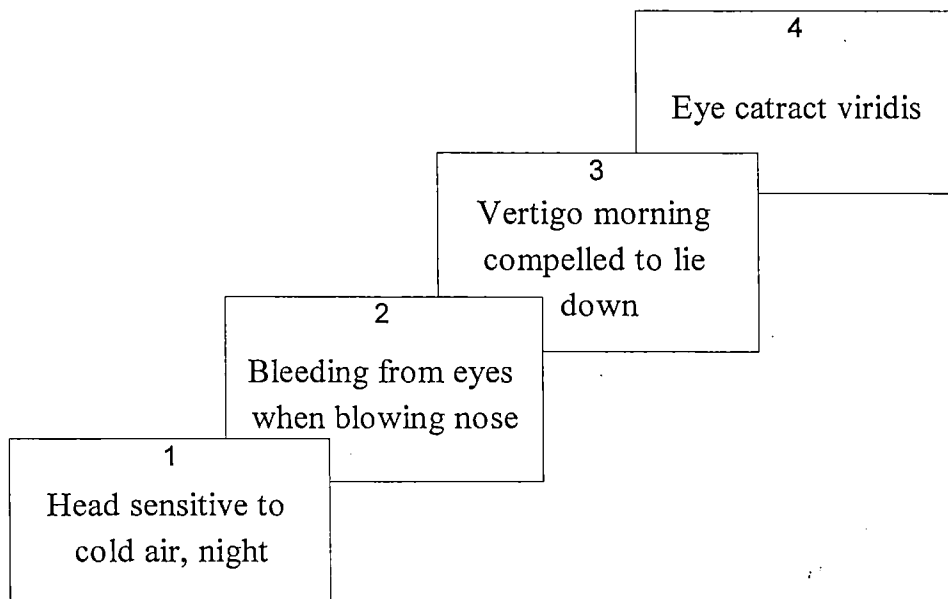 4
Eye catract viridis
3
Vertigo morning
compelled to lie
down
2
Bleeding from eyes
when blowing nose
1
Head sensitive to
cold air, night